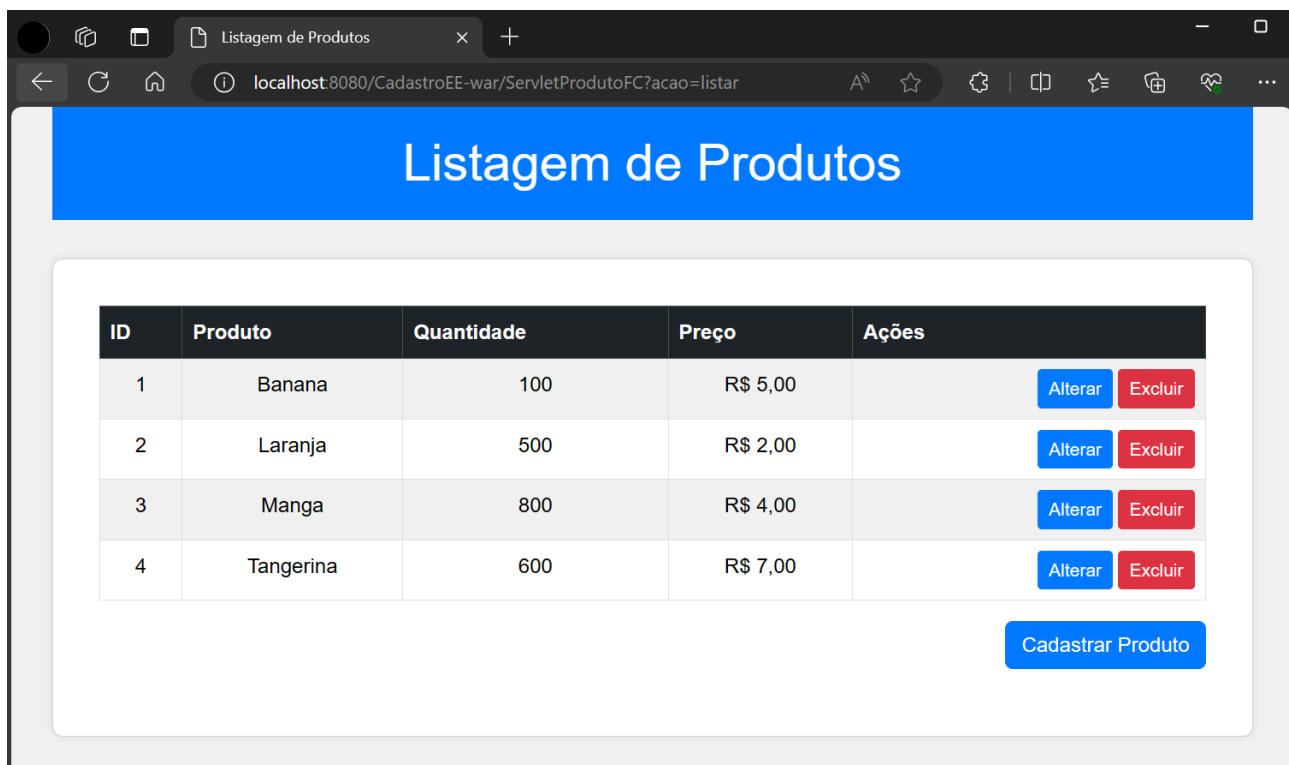 Listagem de Produtos
localhost:8080/CadastroEE-war/ServletProdutoFC?acao=listar
Listagem de Produtos
ID Produto Quantidade Preço Ações
1 Banana 100 R$ 5,00 Alterar Excluir
2 Laranja 500 R$ 2,00 Alterar Excluir
3 Manga 800 R$ 4,00 Alterar Excluir
4 Tangerina 600 R$ 7,00 Alterar Excluir
Cadastrar Produto